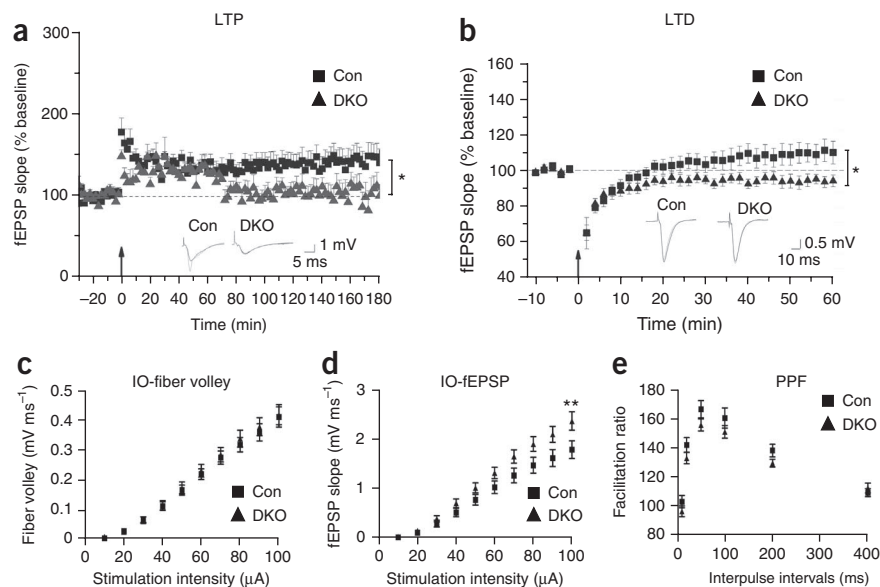 a
LTP
300
250
200
150
100
50
0
fEPSP slope (% baseline)
Con
DKO
*
Con
DKO
1 mV
5 ms
−20 0 20 40 60 80 100 120 140 160 180
Time (min)
b
LTD
160
140
120
100
80
60
40
fEPSP slope (% baseline)
Con
DKO
*
Con
DKO
0.5 mV
10 ms
−10 0 10 20 30 40 50 60
Time (min)
c
IO-fiber volley
0.5
0.4
0.3
0.2
0.1
0
Fiber volley (mV ms−1)
Con
DKO
0 20 40 60 80 100
Stimulation intensity (μA)
d
IO-fEPSP
3
2
1
0
fEPSP slope (mV ms−1)
**
Con
DKO
0 20 40 60 80 100
Stimulation intensity (μA)
e
PPF
180
160
140
120
100
80
Facilitation ratio
Con
DKO
0 100 200 300 400
Interpulse intervals (ms)